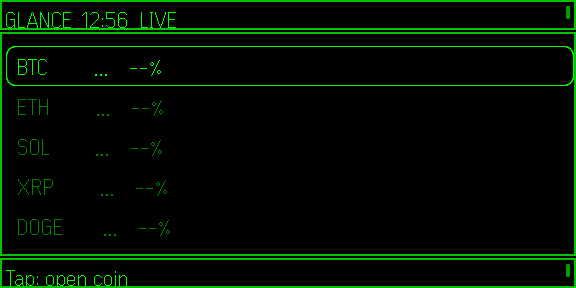 GLANCE 12:56 LIVE
BTC ... --%
ETH ... --%
SOL ... --%
XRP ... --%
DOGE ... --%
Tap: open coin